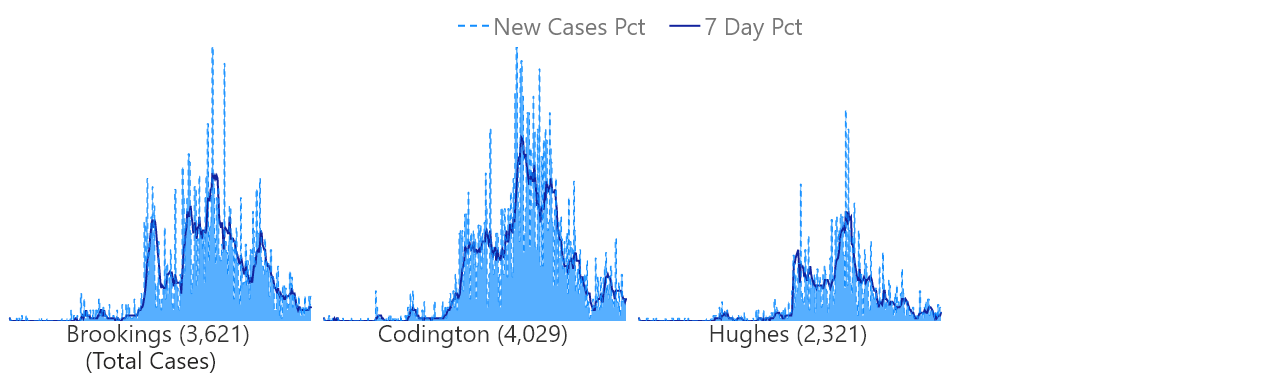 New Cases Pct 7 Day Pct
Brookings (3,621) Codington (4,029) Hughes (2,321)
(Total Cases)